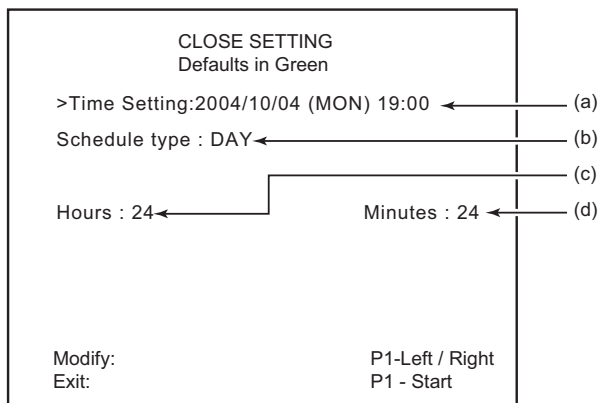 CLOSE SETTING
Defaults in Green
>Time Setting:2004/10/04 (MON) 19:00
(a)
Schedule type : DAY
(b)
(c)
Hours : 24
Minutes : 24
(d)
Modify:
P1-Left / Right
Exit:
P1 - Start